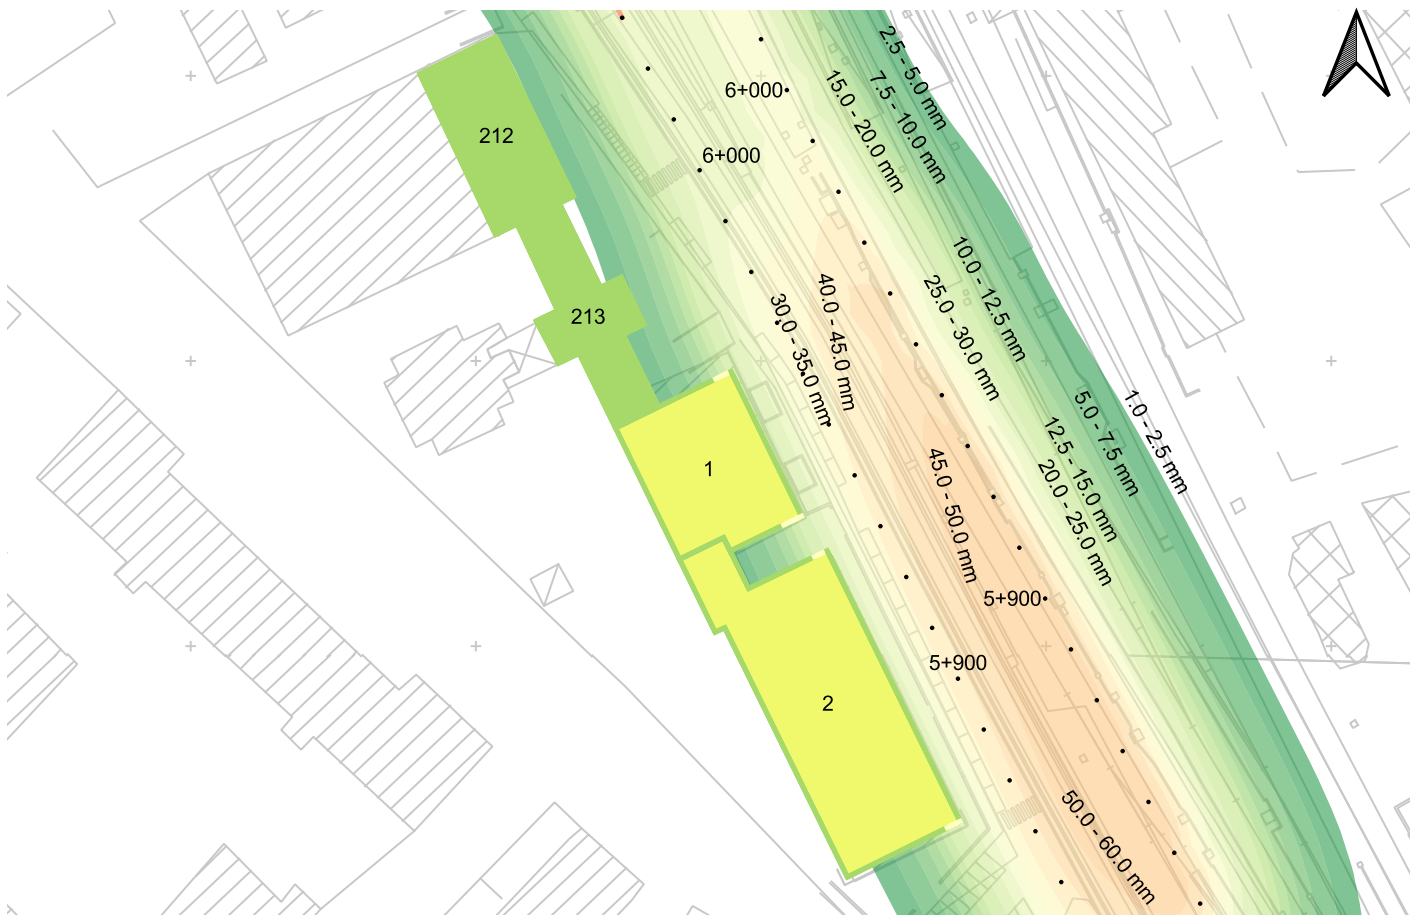 2.5 - 5.0 mm
7.5 - 10.0 mm
15.0 - 20.0 mm
6+000
212
6+000
10.0 - 12.5 mm
25.0 - 30.0 mm
40.0 - 45.0 mm
30.0 - 35.0 mm
213
1.0 - 2.5 mm
5.0 - 7.5 mm
12.5 - 15.0 mm
20.0 - 25.0 mm
45.0 - 50.0 mm
1
5+900
5+900
2
50.0 - 60.0 mm